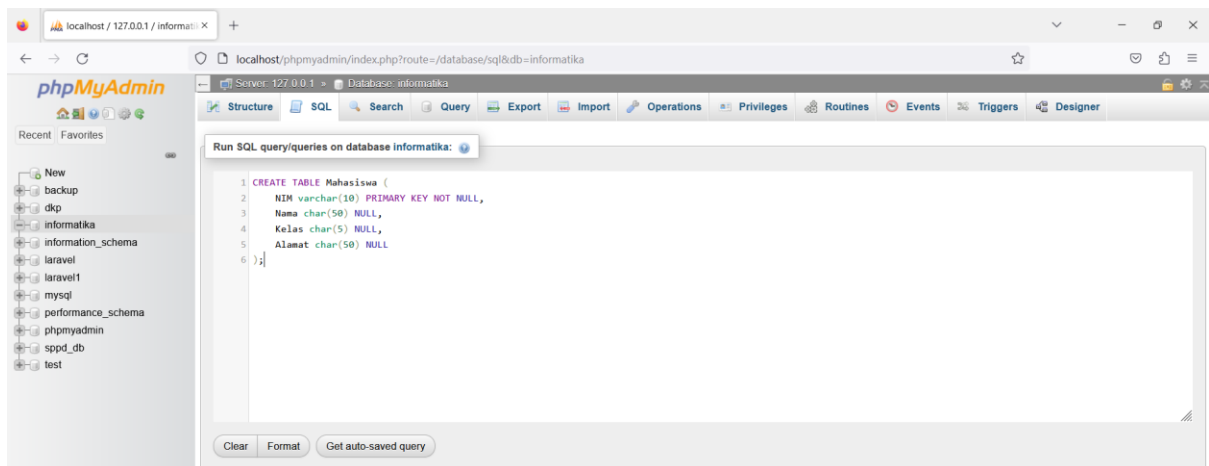 localhost / 127.0.0.1 / informati
localhost/phpmyadmin/index.php?route=/database/sql&db=informatika
phpMyAdmin
Recent Favorites
New
backup
dkp
informatika
information_schema
laravel
laravel1
mysql
performance_schema
phpmyadmin
sppd_db
test
Server: 127.0.0.1 » Database: informatika
Structure SQL Search Query Export Import Operations Privileges Routines Events Triggers Designer
Run SQL query/queries on database informatika:
1 CREATE TABLE Mahasiswa (
2 NIM varchar(10) PRIMARY KEY NOT NULL,
3 Nama char(50) NULL,
4 Kelas char(5) NULL,
5 Alamat char(50) NULL
6 );
Clear Format Get auto-saved query